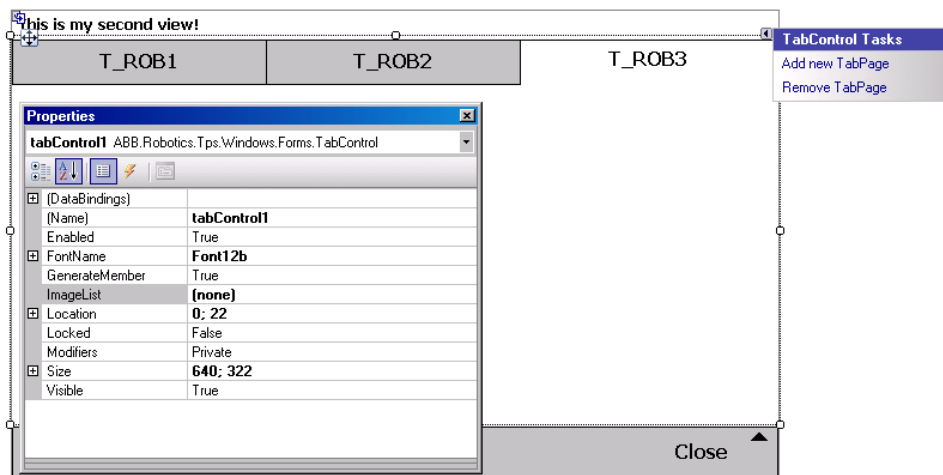 This is my second view!
TabControl Tasks
T_ROB1 T_ROB2 T_ROB3
Add new TabPage
Remove TabPage
Properties
tabControl1 ABB.Robotics.Tps.Windows.Forms.TabControl
(DataBindings)
(Name) tabControl1
Enabled True
FontName Font12b
GenerateMember True
ImageList (none)
Location 0; 22
Locked False
Modifiers Private
Size 640; 322
Visible True
Close